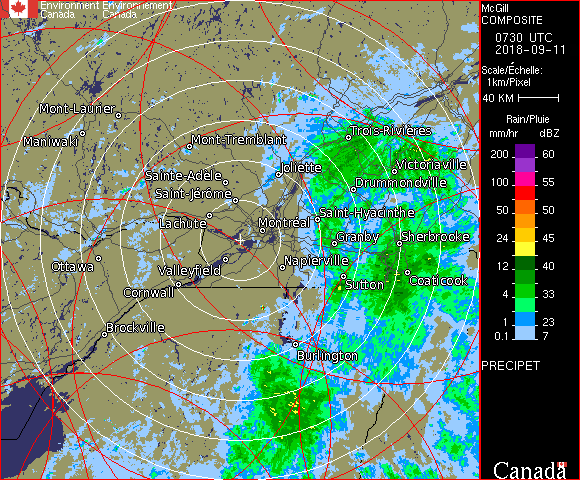 Environment Environnement
Canada Canada
McGill
COMPOSITE
0730 UTC
2018-09-11
Scale/Échelle:
1km/Pixel
40 KM
Rain/Pluie
mm/hr dBZ
200 60
150 55
100 55
50 50
24 45
12 40
4 33
1 23
0.1 7
PRECIPET
Canada
Mont-Laurier
Maniwaki
Mont-Tremblant
Trois-Rivières
Victoriaville
Sainte-Adèle
Joliette
Drummondville
Saint-Jérôme
Lachute
Saint-Hyacinthe
Montréal
Granby
Sherbrooke
Ottawa
Valleyfield
Napierville
Cornwall
Sutton
Coaticook
Brockville
Burlington